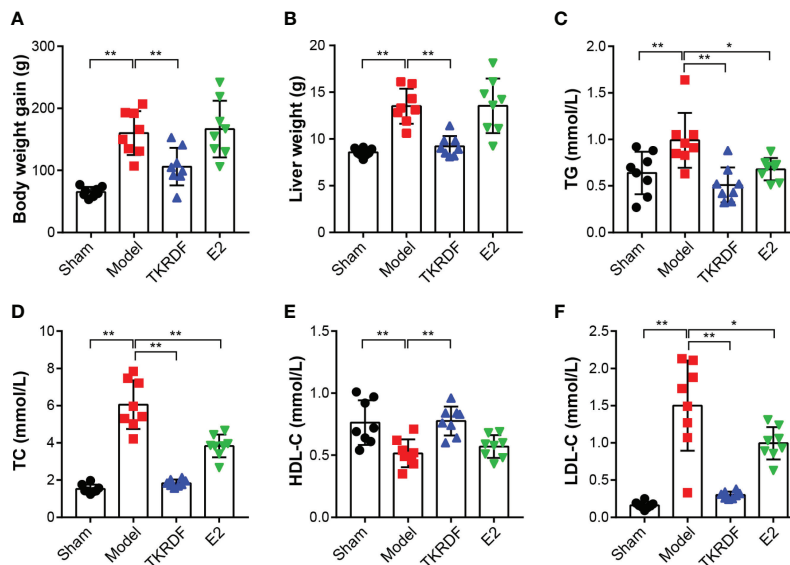 A
Body weight gain (g)
300
200
100
0
** **
Sham Model TKRDF E2
B
Liver weight (g)
20
15
10
5
0
** **
Sham Model TKRDF E2
C
TG (mmol/L)
2.0
1.5
1.0
0.5
0.0
** *
**
Sham Model TKRDF E2
D
TC (mmol/L)
10
8
6
4
2
0
** **
**
Sham Model TKRDF E2
E
HDL-C (mmol/L)
1.5
1.0
0.5
0.0
** **
Sham Model TKRDF E2
F
LDL-C (mmol/L)
2.5
2.0
1.5
1.0
0.5
0.0
** *
**
Sham Model TKRDF E2